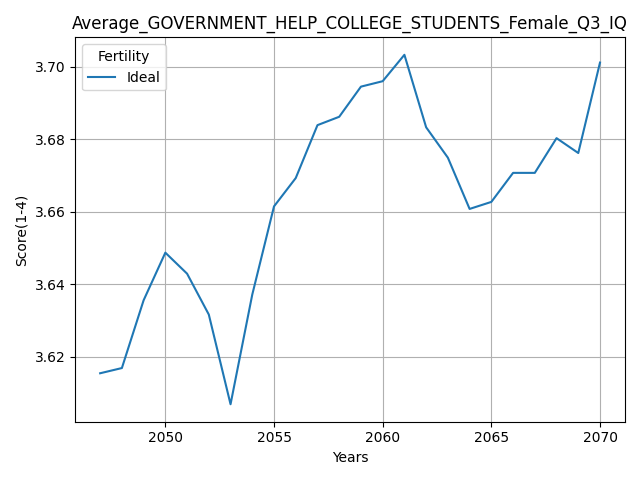 Average_GOVERNMENT_HELP_COLLEGE_STUDENTS_Female_Q3_IQ
Fertility
Ideal
3.70
3.68
3.66
3.64
3.62
Score(1-4)
2050 2055 2060 2065 2070
Years